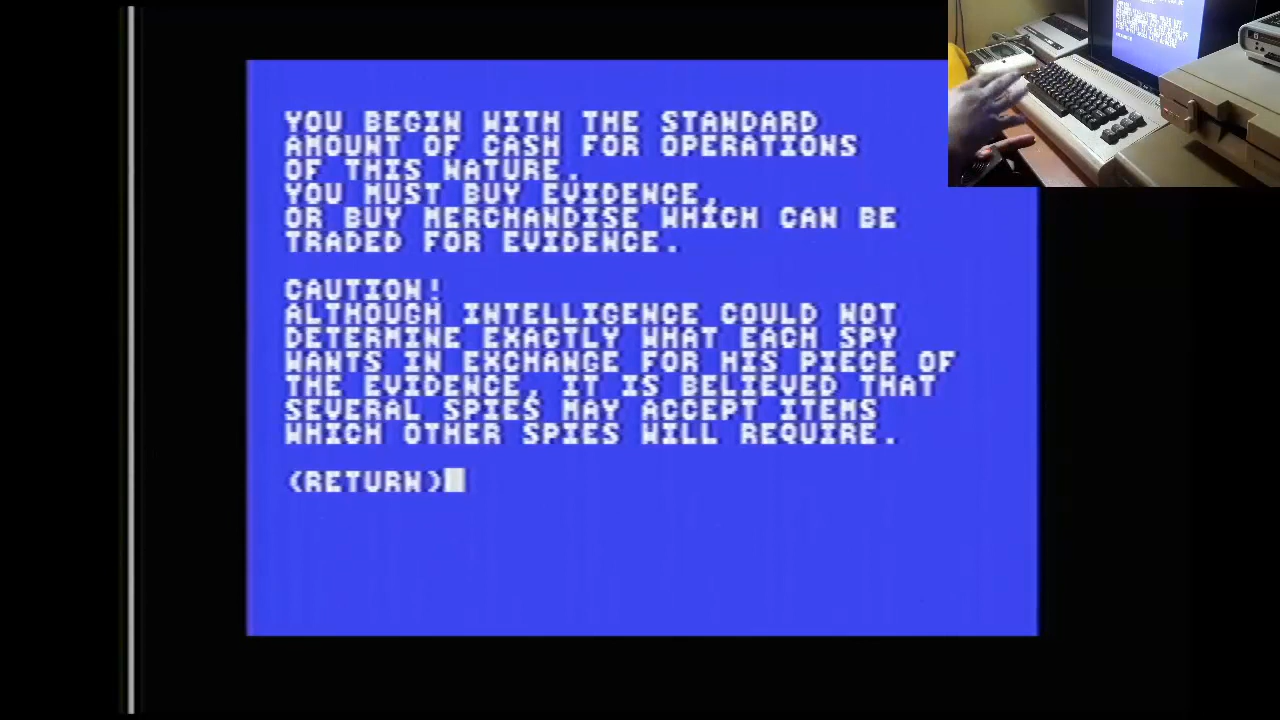 YOU BEGIN WITH THE STANDARD
AMOUNT OF CASH FOR OPERATIONS
OF THIS NATURE.
YOU MUST BUY EVIDENCE,
OR BUY MERCHANDISE WHICH CAN BE
TRADED FOR EVIDENCE.
CAUTION!
ALTHOUGH INTELLIGENCE COULD NOT
DETERMINE EXACTLY WHAT EACH SPY
WANTS IN EXCHANGE FOR HIS PIECE OF
THE EVIDENCE, IT IS BELIEVED THAT
SEVERAL SPIES MAY ACCEPT ITEMS
WHICH OTHER SPIES WILL REQUIRE.
(RETURN)